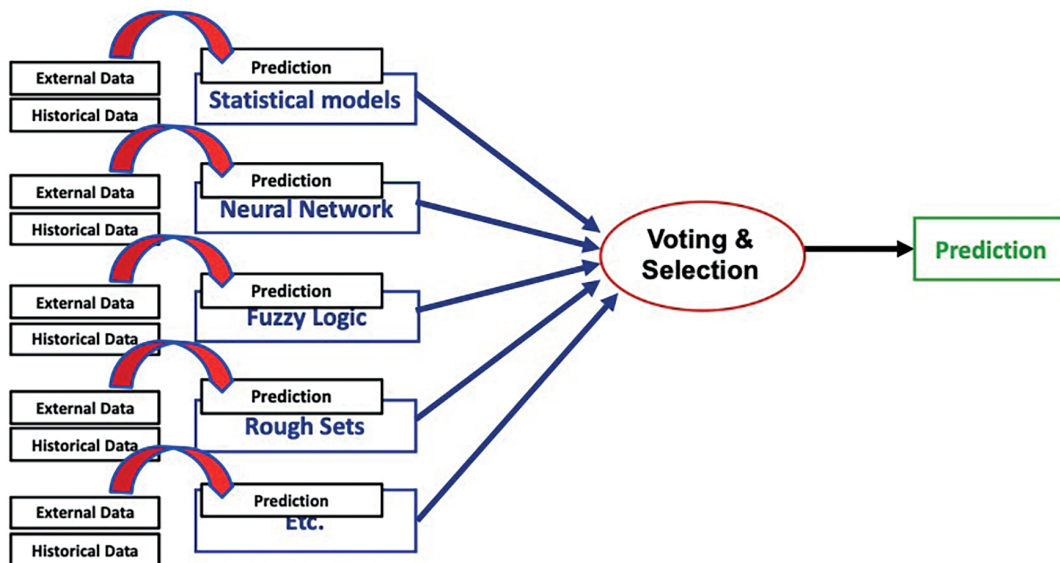 External Data
Historical Data
Prediction
Statistical models
External Data
Historical Data
Prediction
Neural Network
External Data
Historical Data
Prediction
Fuzzy Logic
External Data
Historical Data
Prediction
Rough Sets
External Data
Historical Data
Prediction
Etc.
Voting &
Selection
Prediction